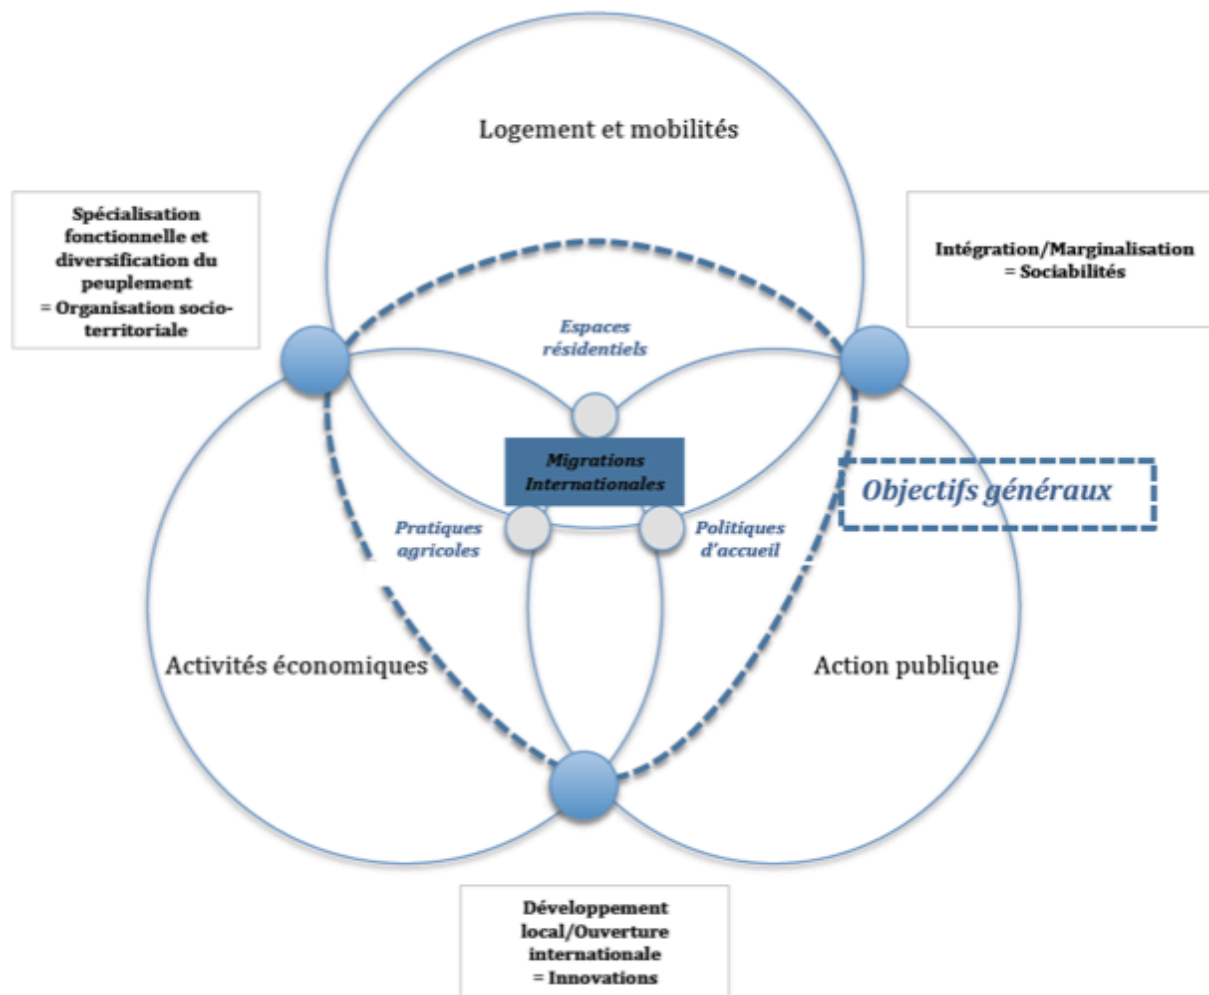 Logement et mobilités
Spécialisation
fonctionnelle et
diversification du
peuplement
= Organisation socio-
territoriale
Intégration/Marginalisation
= Sociabilités
Espaces
résidentiels
Migrations
Internationales
Objectifs généraux
Pratiques
agricoles
Politiques
d'accueil
Activités économiques
Action publique
Développement
local/Ouverture
internationale
= Innovations